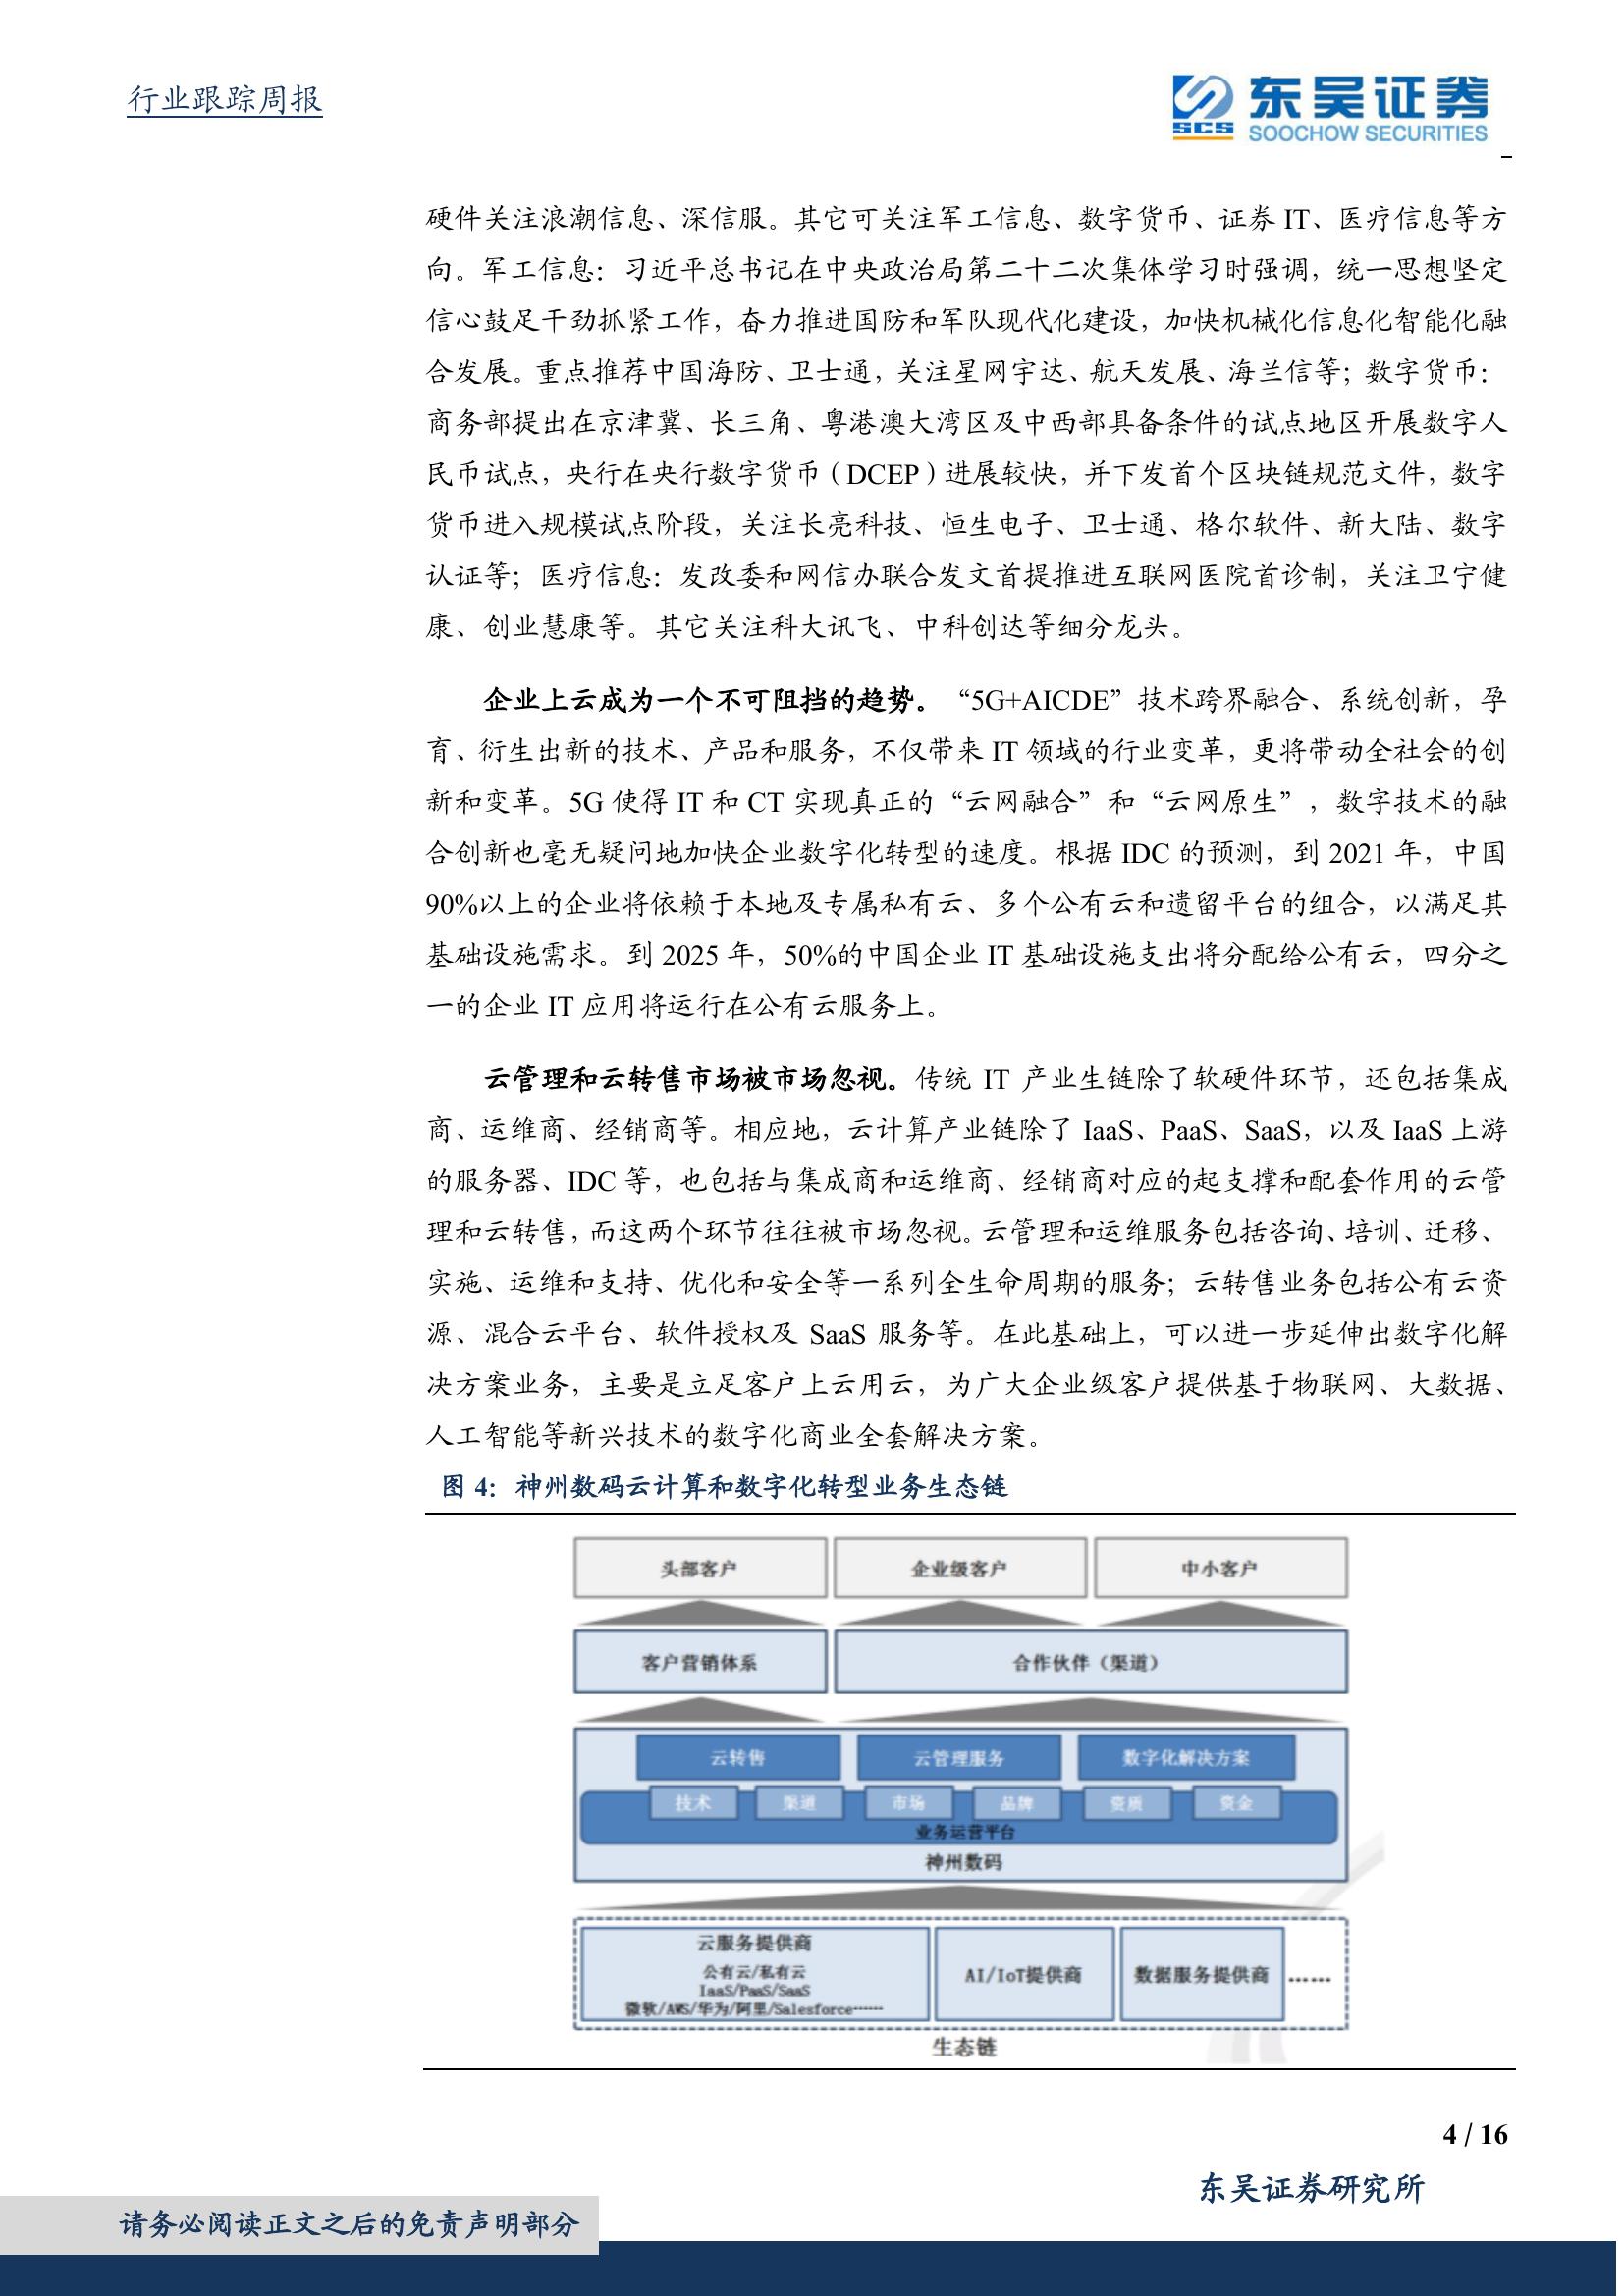 行业跟踪周报
东吴证券
SCS
SOOCHOW SECURITIES
硬件关注浪潮信息、深信服。其它可关注军工信息、数字货币、证券 IT、医疗信息等方
向。军工信息：习近平总书记在中央政治局第二十二次集体学习时强调，统一思想坚定
信心鼓足干劲抓紧工作，奋力推进国防和军队现代化建设，加快机械化信息化智能化融
合发展。重点推荐中国海防、卫士通，关注星网宇达、航天发展、海兰信等；数字货币：
商务部提出在京津冀、长三角、粤港澳大湾区及中西部具备条件的试点地区开展数字人
民币试点，央行在央行数字货币（DCEP）进展较快，并下发首个区块链规范文件，数字
货币进入规模试点阶段，关注长亮科技、恒生电子、卫士通、格尔软件、新大陆、数字
认证等；医疗信息：发改委和网信办联合发文首提推进互联网医院首诊制，关注卫宁健
康、创业慧康等。其它关注科大讯飞、中科创达等细分龙头。
企业上云成为一个不可阻挡的趋势。“5G+AICDE”技术跨界融合、系统创新，孕
育、衍生出新的技术、产品和服务，不仅带来 IT 领域的行业变革，更将带动全社会的创
新和变革。5G 使得 IT 和 CT 实现真正的“云网融合”和“云网原生”，数字技术的融
合创新也毫无疑问地加快企业数字化转型的速度。根据 IDC 的预测，到 2021 年，中国
90%以上的企业将依赖于本地及专属私有云、多个公有云和遗留平台的组合，以满足其
基础设施需求。到 2025 年，50%的中国企业 IT 基础设施支出将分配给公有云，四分之
一的企业 IT 应用将运行在公有云服务上。
云管理和云转售市场被市场忽视。传统 IT 产业生链除了软硬件环节，还包括集成
商、运维商、经销商等。相应地，云计算产业链除了 IaaS、PaaS、SaaS，以及 IaaS 上游
的服务器、IDC 等，也包括与集成商和运维商、经销商对应的起支撑和配套作用的云管
理和云转售，而这两个环节往往被市场忽视。云管理和运维服务包括咨询、培训、迁移、
实施、运维和支持、优化和安全等一系列全生命周期的服务；云转售业务包括公有云资
源、混合云平台、软件授权及 SaaS 服务等。在此基础上，可以进一步延伸出数字化解
决方案业务，主要是立足客户上云用云，为广大企业级客户提供基于物联网、大数据、
人工智能等新兴技术的数字化商业全套解决方案。
图 4：神州数码云计算和数字化转型业务生态链
头部客户 企业级客户 中小客户
客户营销体系 合作伙伴（渠道）
云转售 云管理服务 数字化解决方案
技术 渠道 市场 品牌 资质 资金
业务运营平台
神州数码
云服务提供商
公有云/私有云
IaaS/PaaS/SaaS
微软/AWS/华为/阿里/Salesforce……
AI/IoT提供商 数据服务提供商 ……
生态链
4 / 16
东吴证券研究所
请务必阅读正文之后的免责声明部分